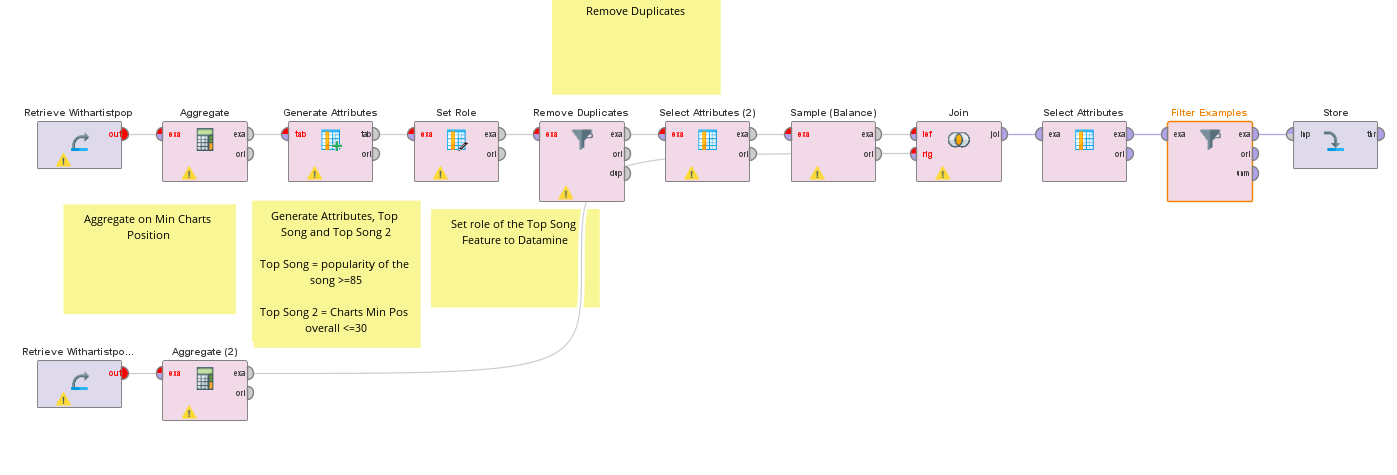 Remove Duplicates
Retrieve Withartistpop
Aggregate
Generate Attributes
Set Role
Remove Duplicates
Select Attributes (2)
Sample (Balance)
Join
Select Attributes
Filter Examples
Store
out
exa
exa
ori
tab
tab
ori
exa
exa
ori
exa
exa
ori
dup
exa
exa
ori
exa
exa
ori
lef
rig
joi
exa
exa
ori
exa
exa
ori
inp
Aggregate on Min Charts
Position
Generate Attributes, Top
Song and Top Song 2
Top Song = popularity of the
song >=85
Top Song 2 = Charts Min Pos
overall <=30
Set role of the Top Song
Feature to Datamine
Retrieve Withartistpo...
Aggregate (2)
out
exa
exa
ori